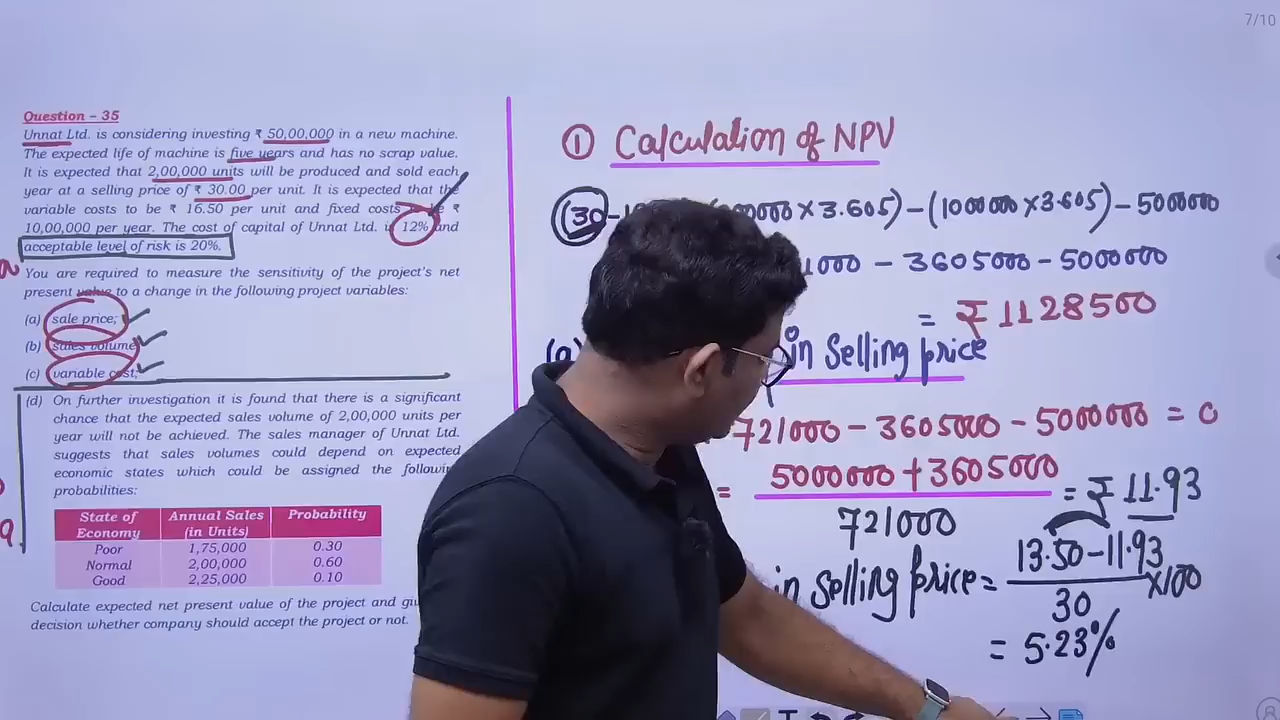 7/10
Question – 35
Unnat Ltd. is considering investing ₹ 50,00,000 in a new machine.
The expected life of machine is five years and has no scrap value.
It is expected that 2,00,000 units will be produced and sold each
year at a selling price of ₹ 30.00 per unit. It is expected that the
variable costs to be ₹ 16.50 per unit and fixed costs ₹
10,00,000 per year. The cost of capital of Unnat Ltd. 12% and
acceptable level of risk is 20%.
You are required to measure the sensitivity of the project's net
present value to a change in the following project variables:
(a) sale price;
(b) sales volume
(c) variable cost;
(d) On further investigation it is found that there is a significant
chance that the expected sales volume of 2,00,000 units per
year will not be achieved. The sales manager of Unnat Ltd.
suggests that sales volumes could depend on expected
economic states which could be assigned the
probabilities:
State of Economy Annual Sales (in Units) Probability
Poor 1,75,000 0.30
Normal 2,00,000 0.60
Good 2,25,000 0.10
Calculate expected net present value of the project and
decision whether company should accept the project or not.
① Calculation of NPV
(30 × 3.605) – (1000000 × 3.605) – 5000000
– 3605000 – 5000000
= ₹ 1128500
in Selling price
721000 – 3605000 – 5000000 = 0
= 5000000 + 3605000 = ₹ 11.93
721000
in Selling price = 13.50 – 11.93 × 100
30
= 5.23%